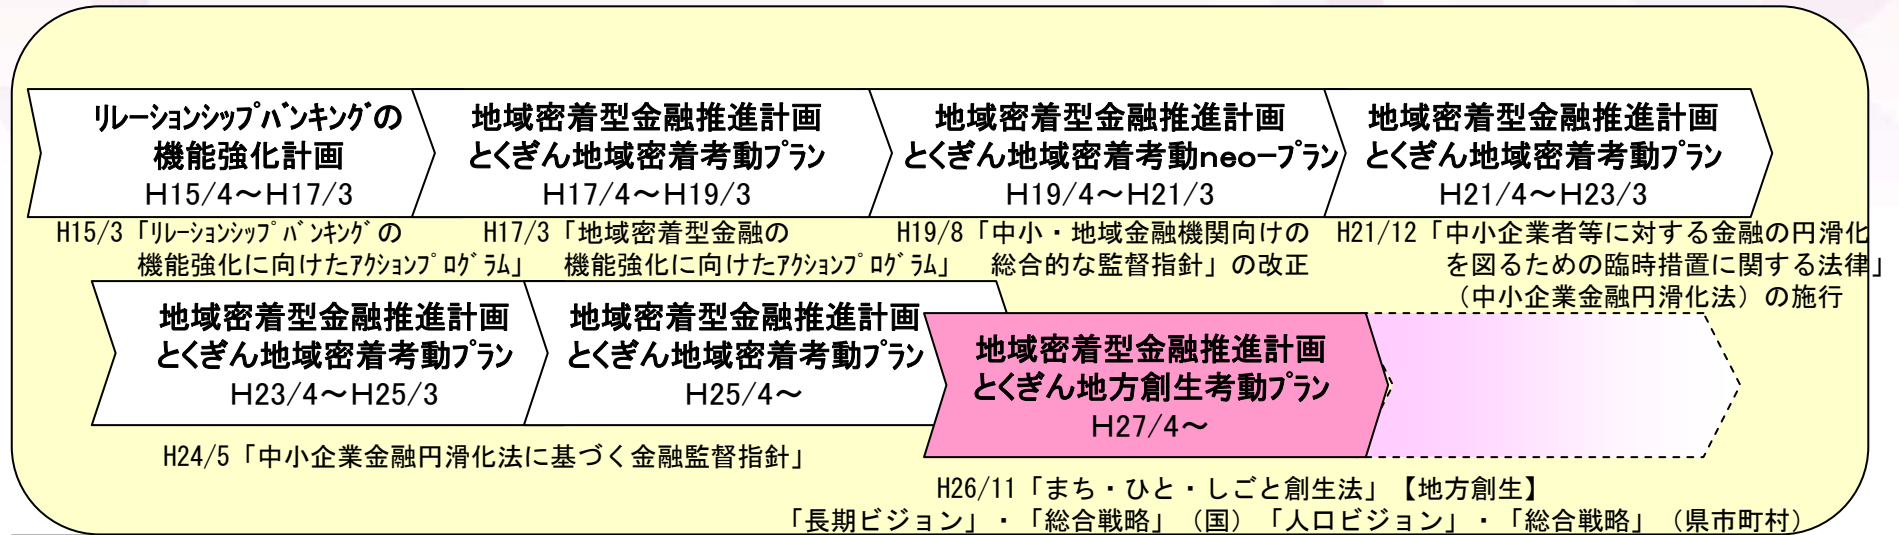 リレーションシップバンキングの
機能強化計画
H15/4～H17/3
地域密着型金融推進計画
とくぎん地域密着考動プラン
H17/4～H19/3
地域密着型金融推進計画
とくぎん地域密着考動neo－プラン
H19/4～H21/3
地域密着型金融推進計画
とくぎん地域密着考動プラン
H21/4～H23/3
H15/3「リレーションシップバンキングの
機能強化に向けたアクションプログラム」
H17/3「地域密着型金融の
機能強化に向けたアクションプログラム」
H19/8「中小・地域金融機関向けの
総合的な監督指針」の改正
H21/12「中小企業者等に対する金融の円滑化
を図るための臨時措置に関する法律」
（中小企業金融円滑化法）の施行
地域密着型金融推進計画
とくぎん地域密着考動プラン
H23/4～H25/3
地域密着型金融推進計画
とくぎん地域密着考動プラン
H25/4～
地域密着型金融推進計画
とくぎん地方創生考動プラン
H27/4～
H24/5「中小企業金融円滑化法に基づく金融監督指針」
H26/11「まち・ひと・しごと創生法」【地方創生】
「長期ビジョン」・「総合戦略」（国）「人口ビジョン」・「総合戦略」（県市町村）